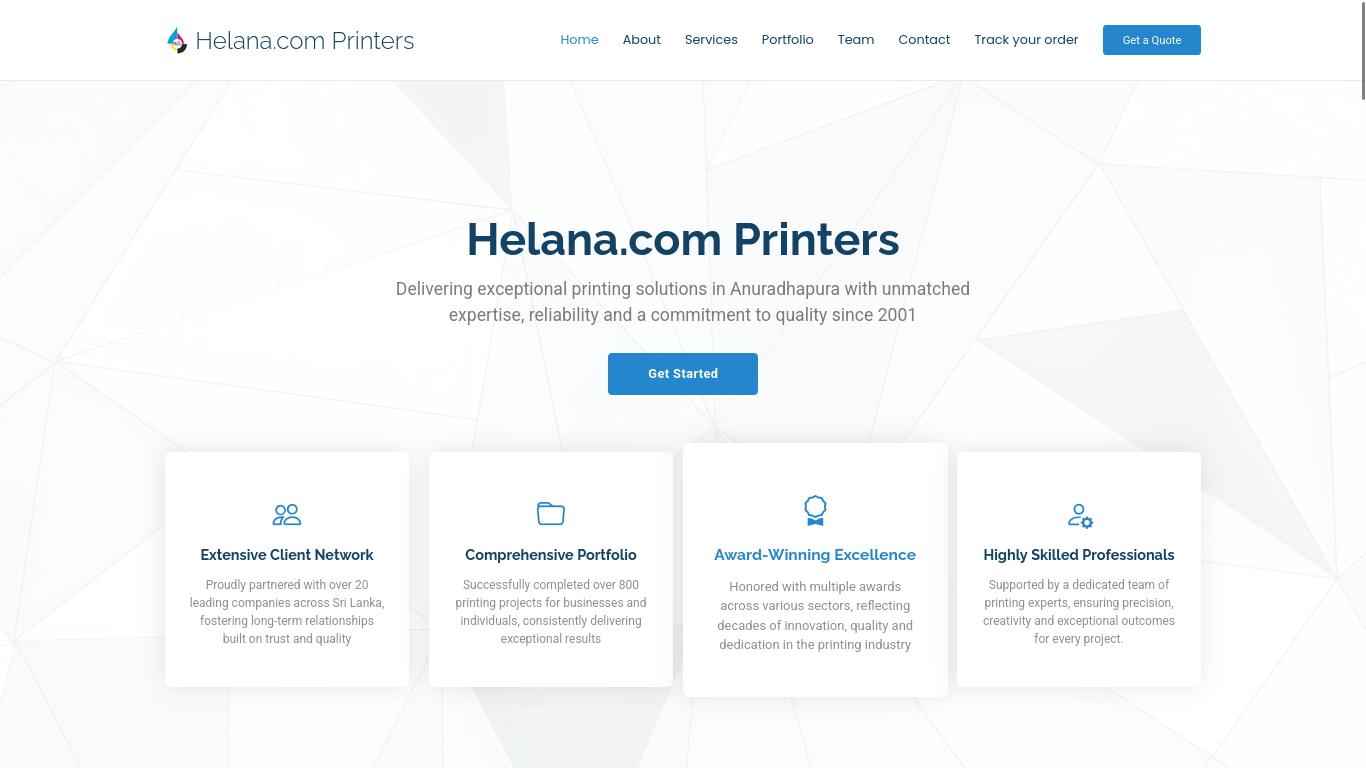 Helana.com Printers
Home
About
Services
Portfolio
Team
Contact
Track your order
Get a Quote
Helana.com Printers
Delivering exceptional printing solutions in Anuradhapura with unmatched
expertise, reliability and a commitment to quality since 2001
Get Started
Extensive Client Network
Proudly partnered with over 20
leading companies across Sri Lanka,
fostering long-term relationships
built on trust and quality
Comprehensive Portfolio
Successfully completed over 800
printing projects for businesses and
individuals, consistently delivering
exceptional results
Award-Winning Excellence
Honored with multiple awards
across various sectors, reflecting
decades of innovation, quality and
dedication in the printing industry
Highly Skilled Professionals
Supported by a dedicated team of
printing experts, ensuring precision,
creativity and exceptional outcomes
for every project.